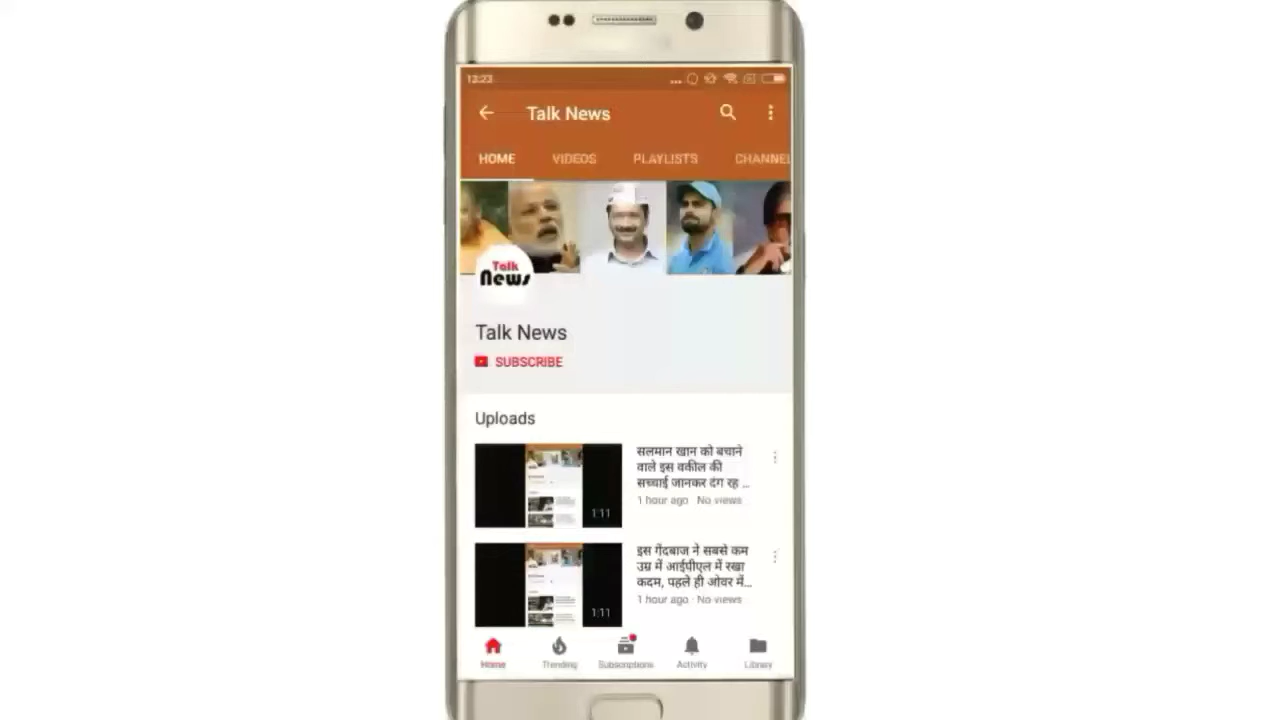 13:23
Talk News
HOME VIDEOS PLAYLISTS CHANNEL
Talk
News
Talk News
SUBSCRIBE
Uploads
सलमान खान को बचाने
वाले इस वकील की
सच्चाई जानकर दंग रह ...
1 hour ago · No views
1:11
इस गेंदबाज ने सबसे कम
उम्र में आईपीएल में रखा
कदम, पहले ही ओवर में...
1 hour ago · No views
1:11
Home Trending Subscriptions Activity Library